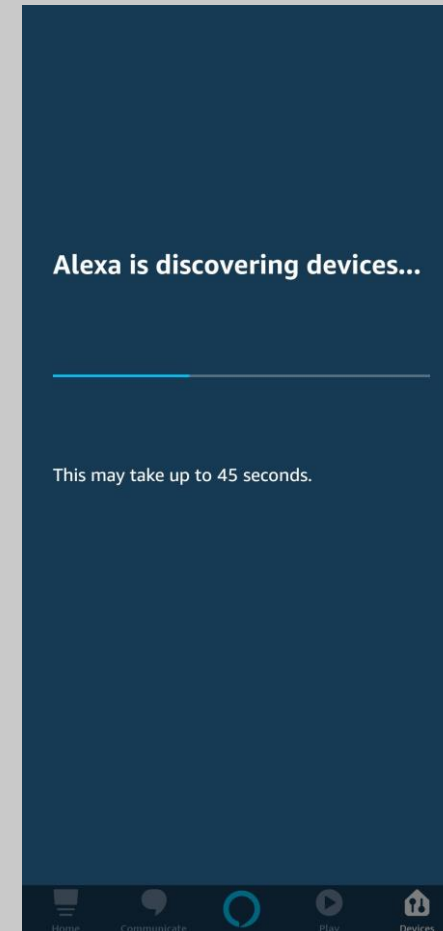 Alexa is discovering devices...
This may take up to 45 seconds.
Home Communicate Play Devices